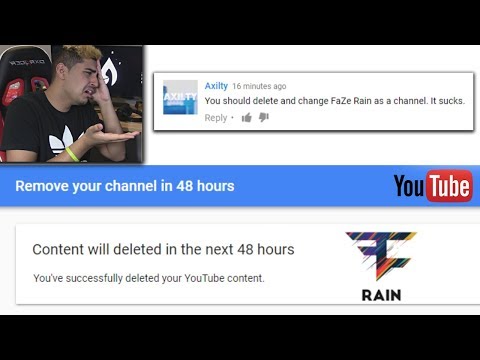 Axilty 16 minutes ago
AXILTY
You should delete and change FaZe Rain as a channel. It sucks.
Reply
Remove your channel in 48 hours
YouTube
Content will deleted in the next 48 hours
You've successfully deleted your YouTube content.
RAIN